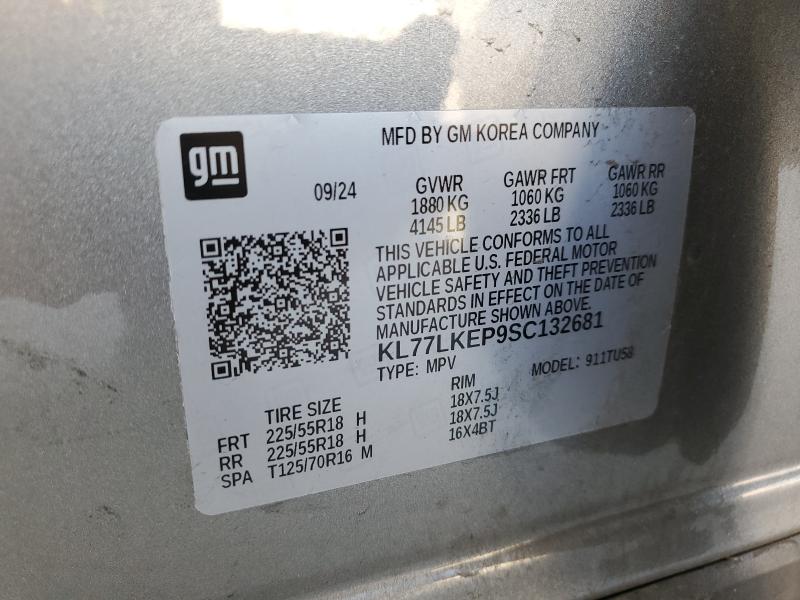 gm
MFD BY GM KOREA COMPANY
09/24
GVWR
1880 KG
4145 LB
GAWR FRT
1060 KG
2336 LB
GAWR RR
1060 KG
2336 LB
THIS VEHICLE CONFORMS TO ALL
APPLICABLE U.S. FEDERAL MOTOR
VEHICLE SAFETY AND THEFT PREVENTION
STANDARDS IN EFFECT ON THE DATE OF
MANUFACTURE SHOWN ABOVE.
KL77LKEP9SC132681
TYPE: MPV MODEL: 911TU58
TIRE SIZE RIM
FRT 225/55R18 H 18X7.5J
RR 225/55R18 H 18X7.5J
SPA T125/70R16 M 16X4BT